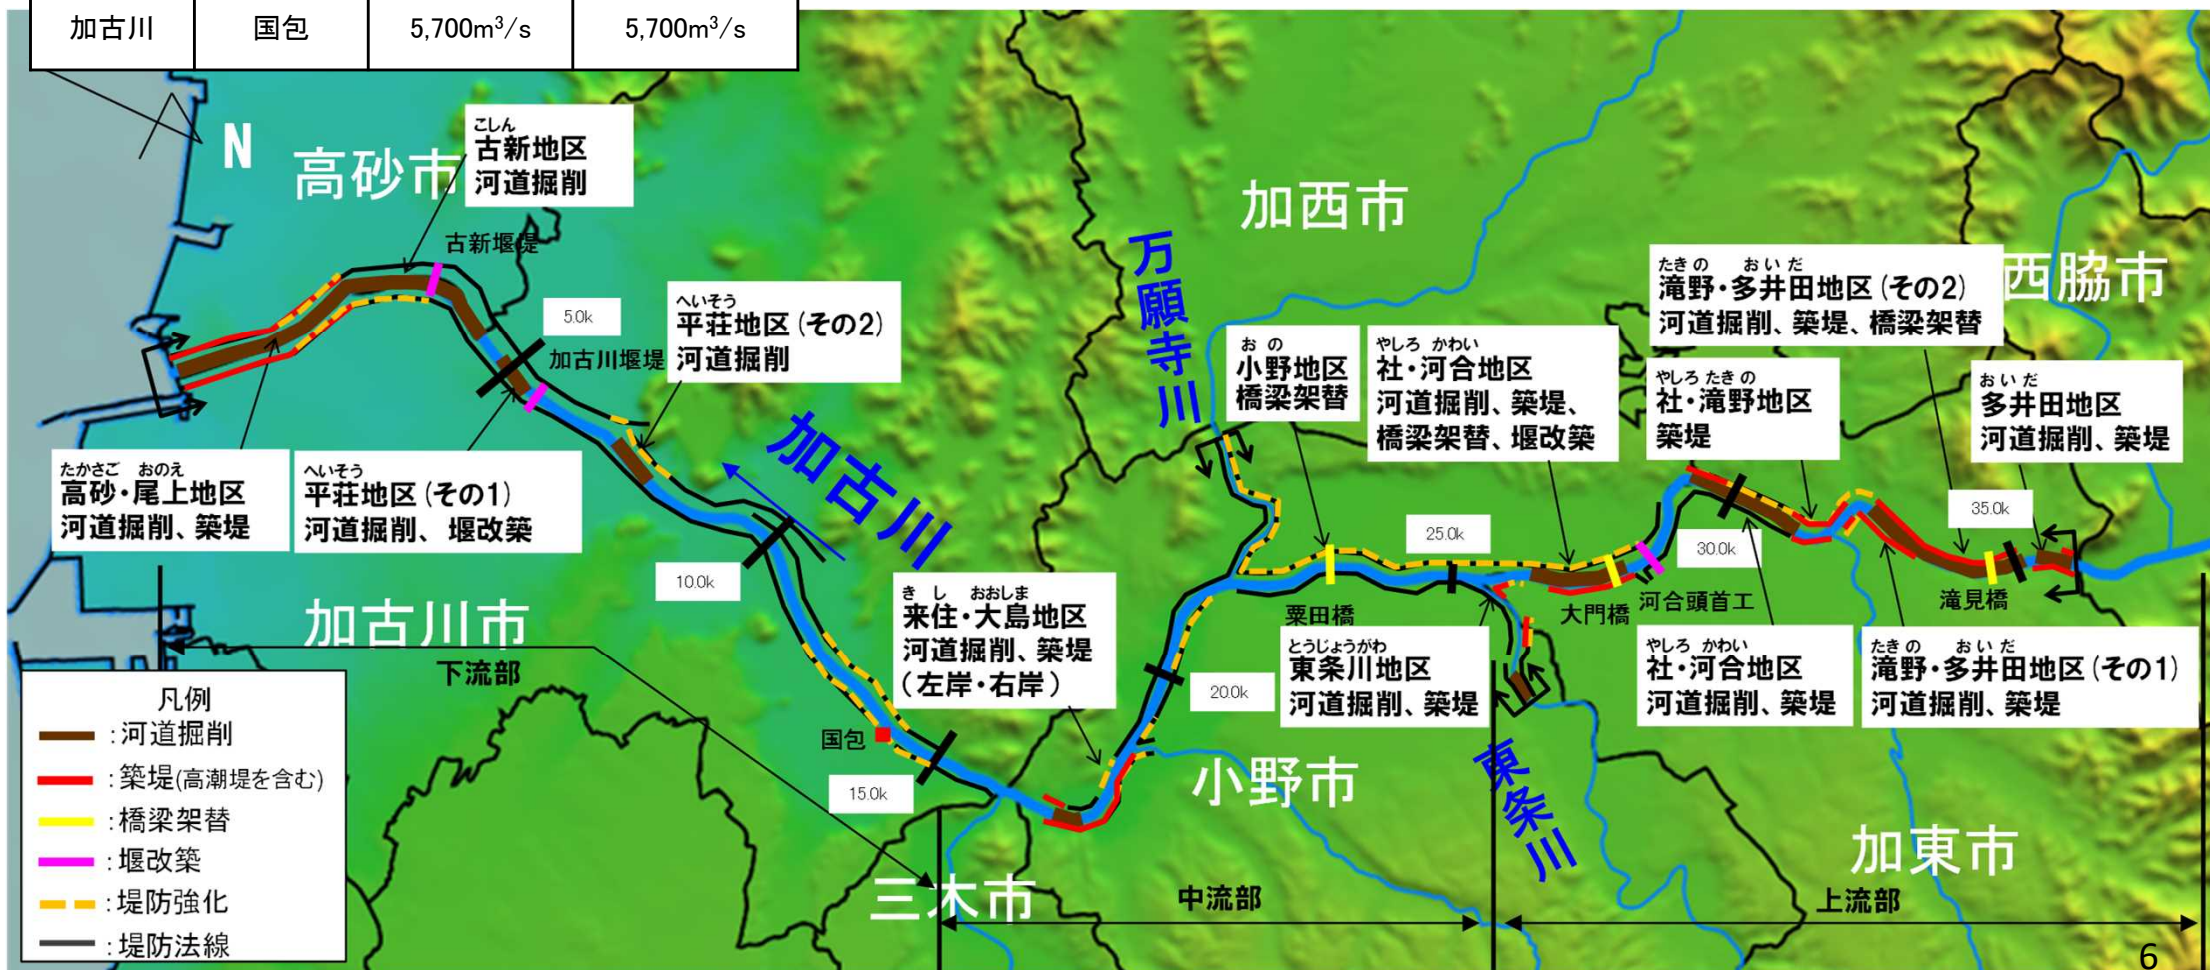 加古川 国包 5,700m³/s 5,700m³/s
N
高砂市
こしん
古新地区
河道掘削
古新堰堤
5.0k
加古川堰堤
へいそう
平荘地区(その2)
河道掘削
たかさご おのえ
高砂・尾上地区
河道掘削、築堤
へいそう
平荘地区(その1)
河道掘削、堰改築
加古川
10.0k
加古川市
下流部
国包
15.0k
き し おおしま
来住・大島地区
河道掘削、築堤
(左岸・右岸)
三木市
万願寺川
加西市
お の
小野地区
橋梁架替
やしろ かわい
社・河合地区
河道掘削、築堤、
橋梁架替、堰改築
たきの おいだ
滝野・多井田地区(その2)
河道掘削、築堤、橋梁架替
西脇市
やしろ たきの
社・滝野地区
築堤
おいだ
多井田地区
河道掘削、築堤
35.0k
25.0k
30.0k
20.0k
粟田橋
大門橋
河合頭首工
滝見橋
とうじょうがわ
東条川地区
河道掘削、築堤
やしろ かわい
社・河合地区
河道掘削、築堤
たきの おいだ
滝野・多井田地区(その1)
河道掘削、築堤
小野市
東条川
加東市
中流部
上流部
凡例
:河道掘削
:築堤(高潮堤を含む)
:橋梁架替
:堰改築
:堤防強化
:堤防法線
6